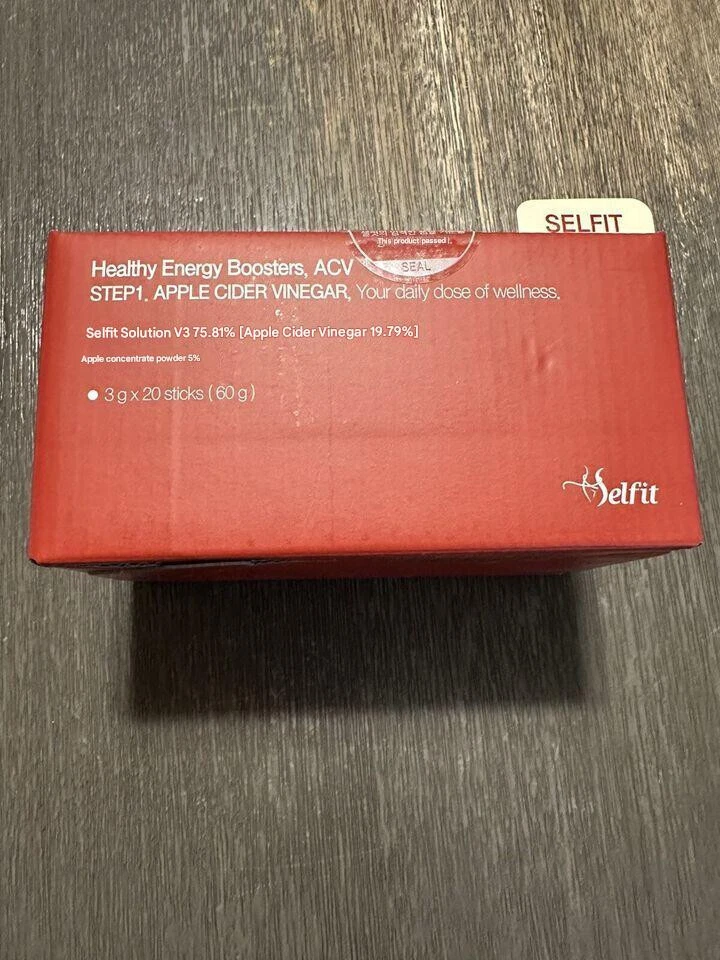 SELFIT
This product passed
SEAL
Healthy Energy Boosters, ACV
STEP1. APPLE CIDER VINEGAR, Your daily dose of wellness.
Selfit Solution V3 75.81% [Apple Cider Vinegar 19.79%]
Apple concentrate powder 5%
● 3 g x 20 sticks ( 60 g )
Selfit